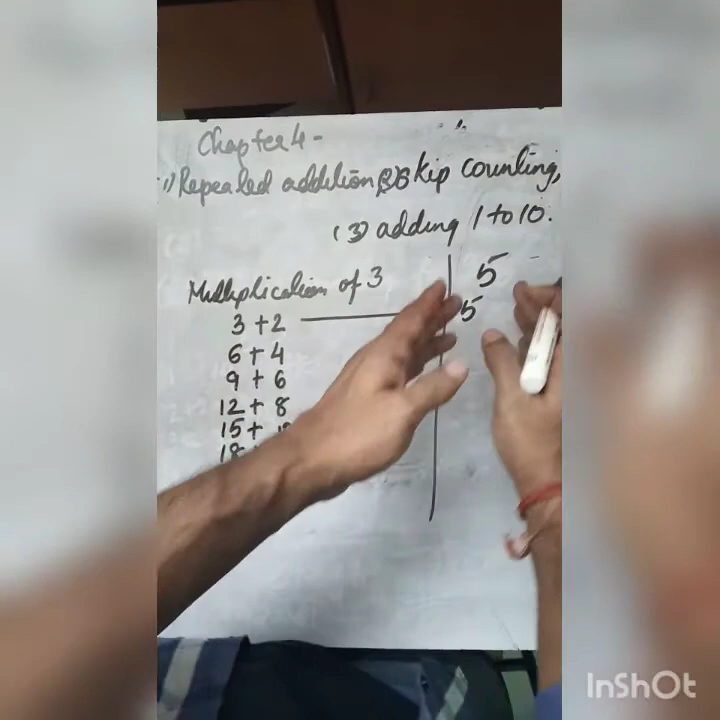 Chapter 4 -
1) Repeated addition (2) Skip counting,
(3) adding 1 to 10.
Multiplication of 3
3 + 2
6 + 4
9 + 6
12 + 8
15 +
18
5
5
InShOt